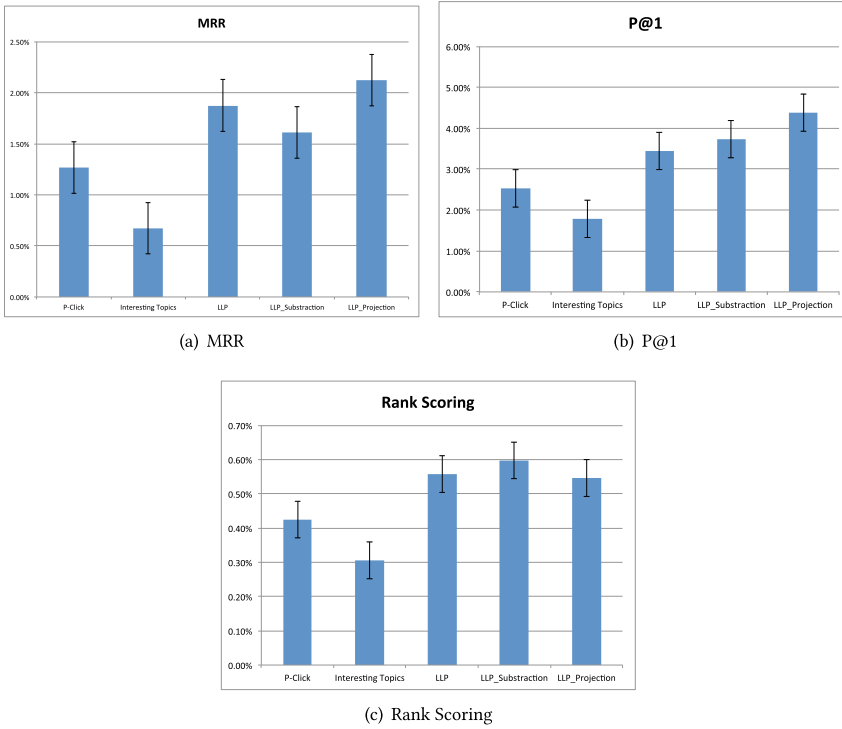 MRR
2.50%
2.00%
1.50%
1.00%
0.50%
0.00%
P-Click Interesting Topics LLP LLP_Substraction LLP_Projection
(a) MRR
P@1
6.00%
5.00%
4.00%
3.00%
2.00%
1.00%
0.00%
P-Click Interesting Topics LLP LLP_Substraction LLP_Projection
(b) P@1
Rank Scoring
0.70%
0.60%
0.50%
0.40%
0.30%
0.20%
0.10%
0.00%
P-Click Interesting Topics LLP LLP_Substraction LLP_Projection
(c) Rank Scoring